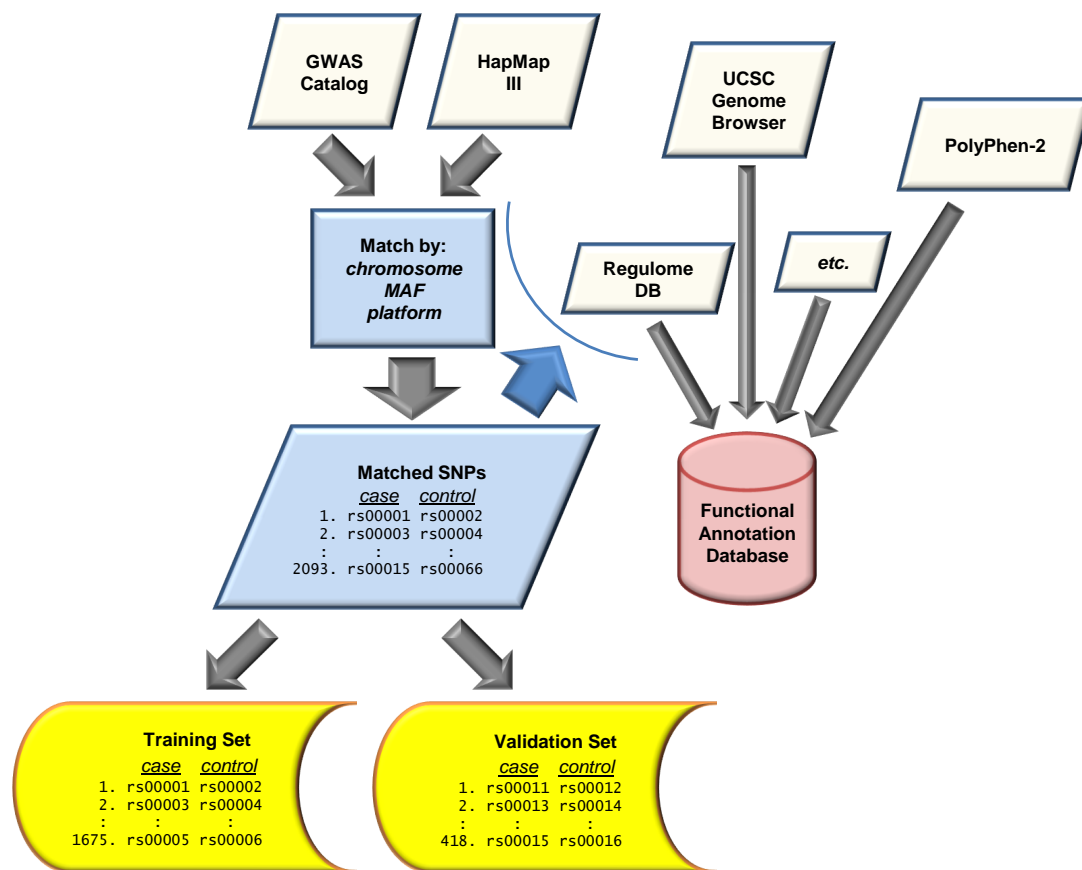 GWAS
Catalog
HapMap
III
UCSC
Genome
Browser
PolyPhen-2
Match by:
chromosome
MAF
platform
Regulome
DB
etc.
Matched SNPs
case control
1. rs00001 rs00002
2. rs00003 rs00004
: : :
2093. rs00015 rs00066
Functional
Annotation
Database
Training Set
case control
1. rs00001 rs00002
2. rs00003 rs00004
: : :
1675. rs00005 rs00006
Validation Set
case control
1. rs00011 rs00012
2. rs00013 rs00014
: : :
418. rs00015 rs00016